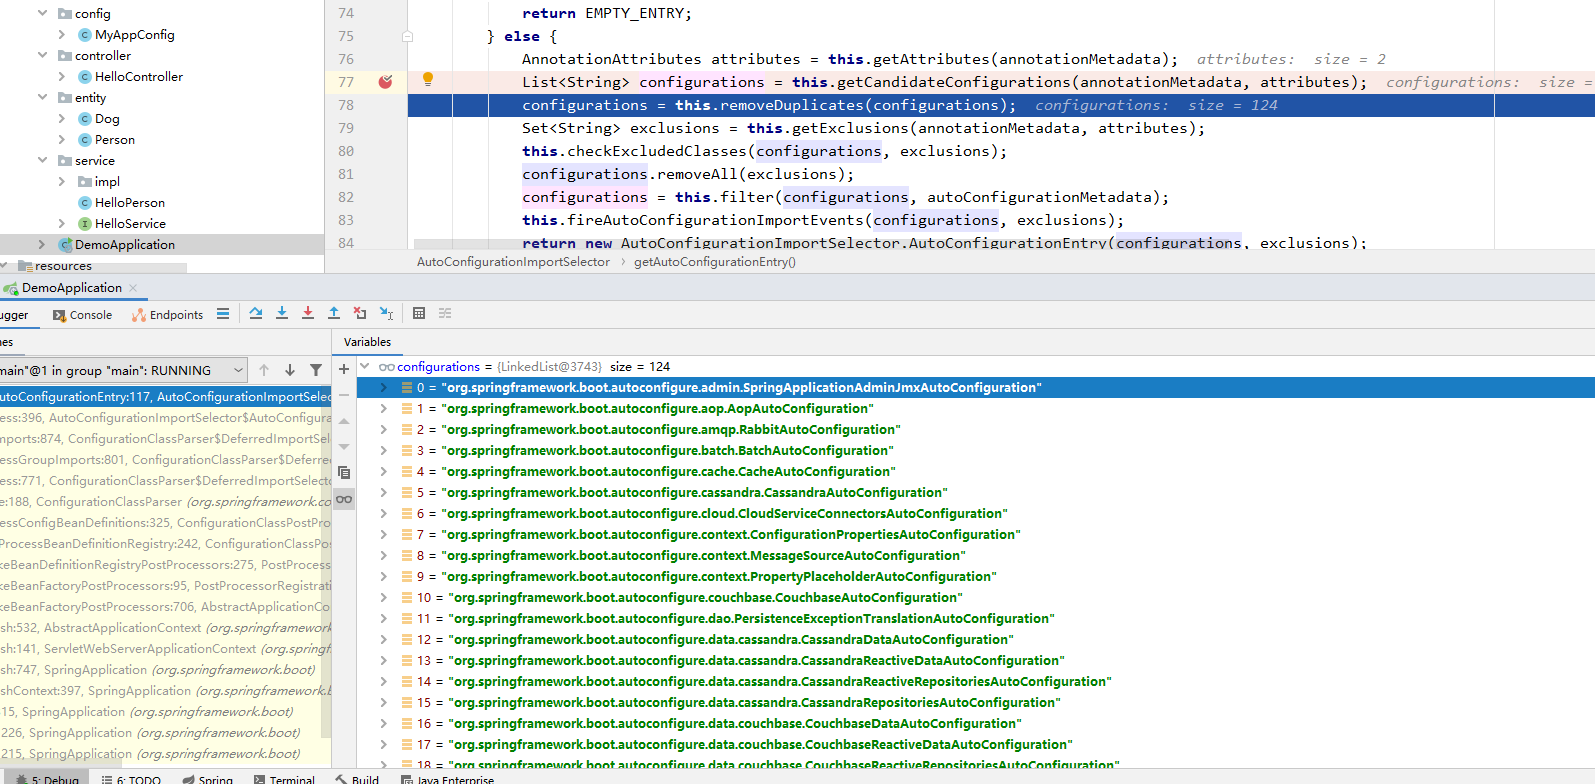 config
MyAppConfig
controller
HelloController
entity
Dog
Person
service
impl
HelloPerson
HelloService
DemoApplication
resources
74 return EMPTY_ENTRY;
75 } else {
76 AnnotationAttributes attributes = this.getAttributes(annotationMetadata); attributes: size = 2
77 List<String> configurations = this.getCandidateConfigurations(annotationMetadata, attributes); configurations: size =
78 configurations = this.removeDuplicates(configurations); configurations: size = 124
79 Set<String> exclusions = this.getExclusions(annotationMetadata, attributes);
80 this.checkExcludedClasses(configurations, exclusions);
81 configurations.removeAll(exclusions);
82 configurations = this.filter(configurations, autoConfigurationMetadata);
83 this.fireAutoConfigurationImportEvents(configurations, exclusions);
84 return new AutoConfigurationImportSelector.AutoConfigurationEntry(configurations, exclusions);
AutoConfigurationImportSelector › getAutoConfigurationEntry()
DemoApplication
ugger Console Endpoints
nes
Variables
main"@1 in group "main": RUNNING
utoConfigurationEntry:117, AutoConfigurationImportSelec
ess:396, AutoConfigurationImportSelector$AutoConfigura
mports:874, ConfigurationClassParser$DeferredImportSel
essGroupImports:801, ConfigurationClassParser$Deferre
ess:771, ConfigurationClassParser$DeferredImportSelecto
e:188, ConfigurationClassParser (org.springframework.co
essConfigBeanDefinitions:325, ConfigurationClassPostPro
ProcessBeanDefinitionRegistry:242, ConfigurationClassPos
keBeanDefinitionRegistryPostProcessors:275, PostProcess
keBeanFactoryPostProcessors:95, PostProcessorRegistrati
keBeanFactoryPostProcessors:706, AbstractApplicationCo
sh:532, AbstractApplicationContext (org.springframework
sh:141, ServletWebServerApplicationContext (org.springf
sh:747, SpringApplication (org.springframework.boot)
shContext:397, SpringApplication (org.springframework.b
15, SpringApplication (org.springframework.boot)
226, SpringApplication (org.springframework.boot)
215, SpringApplication (org.springframework.boot)
configurations = {LinkedList@3743} size = 124
0 = "org.springframework.boot.autoconfigure.admin.SpringApplicationAdminJmxAutoConfiguration"
1 = "org.springframework.boot.autoconfigure.aop.AopAutoConfiguration"
2 = "org.springframework.boot.autoconfigure.amqp.RabbitAutoConfiguration"
3 = "org.springframework.boot.autoconfigure.batch.BatchAutoConfiguration"
4 = "org.springframework.boot.autoconfigure.cache.CacheAutoConfiguration"
5 = "org.springframework.boot.autoconfigure.cassandra.CassandraAutoConfiguration"
6 = "org.springframework.boot.autoconfigure.cloud.CloudServiceConnectorsAutoConfiguration"
7 = "org.springframework.boot.autoconfigure.context.ConfigurationPropertiesAutoConfiguration"
8 = "org.springframework.boot.autoconfigure.context.MessageSourceAutoConfiguration"
9 = "org.springframework.boot.autoconfigure.context.PropertyPlaceholderAutoConfiguration"
10 = "org.springframework.boot.autoconfigure.couchbase.CouchbaseAutoConfiguration"
11 = "org.springframework.boot.autoconfigure.dao.PersistenceExceptionTranslationAutoConfiguration"
12 = "org.springframework.boot.autoconfigure.data.cassandra.CassandraDataAutoConfiguration"
13 = "org.springframework.boot.autoconfigure.data.cassandra.CassandraReactiveDataAutoConfiguration"
14 = "org.springframework.boot.autoconfigure.data.cassandra.CassandraReactiveRepositoriesAutoConfiguration"
15 = "org.springframework.boot.autoconfigure.data.cassandra.CassandraRepositoriesAutoConfiguration"
16 = "org.springframework.boot.autoconfigure.data.couchbase.CouchbaseDataAutoConfiguration"
17 = "org.springframework.boot.autoconfigure.data.couchbase.CouchbaseReactiveDataAutoConfiguration"
18 = "org.springframework.boot.autoconfigure.data.couchbase.CouchbaseReactiveRepositoriesAutoConfiguration"
5: Debug 6: TODO Spring Terminal Build Java Enterprise